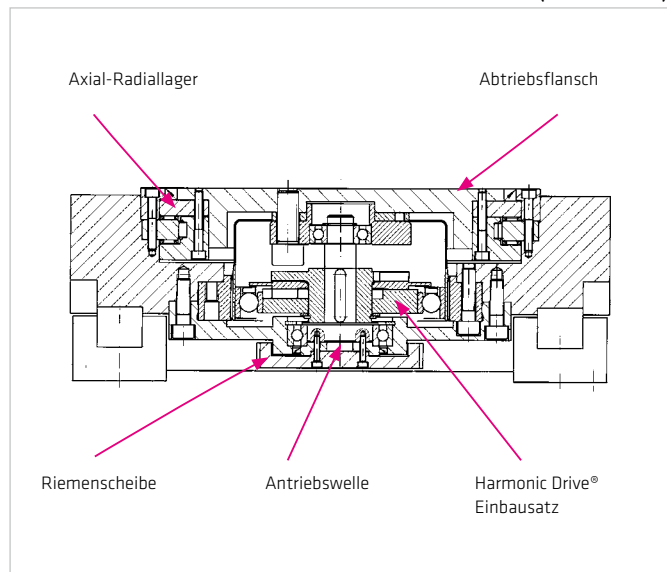 Axial-Radiallager
Abtriebsflansch
Riemenscheibe
Antriebswelle
Harmonic Drive®
Einbausatz